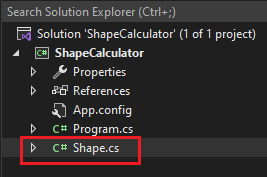 Search Solution Explorer (Ctrl+;)
Solution 'ShapeCalculator' (1 of 1 project)
C# ShapeCalculator
Properties
References
App.config
C# Program.cs
C# Shape.cs